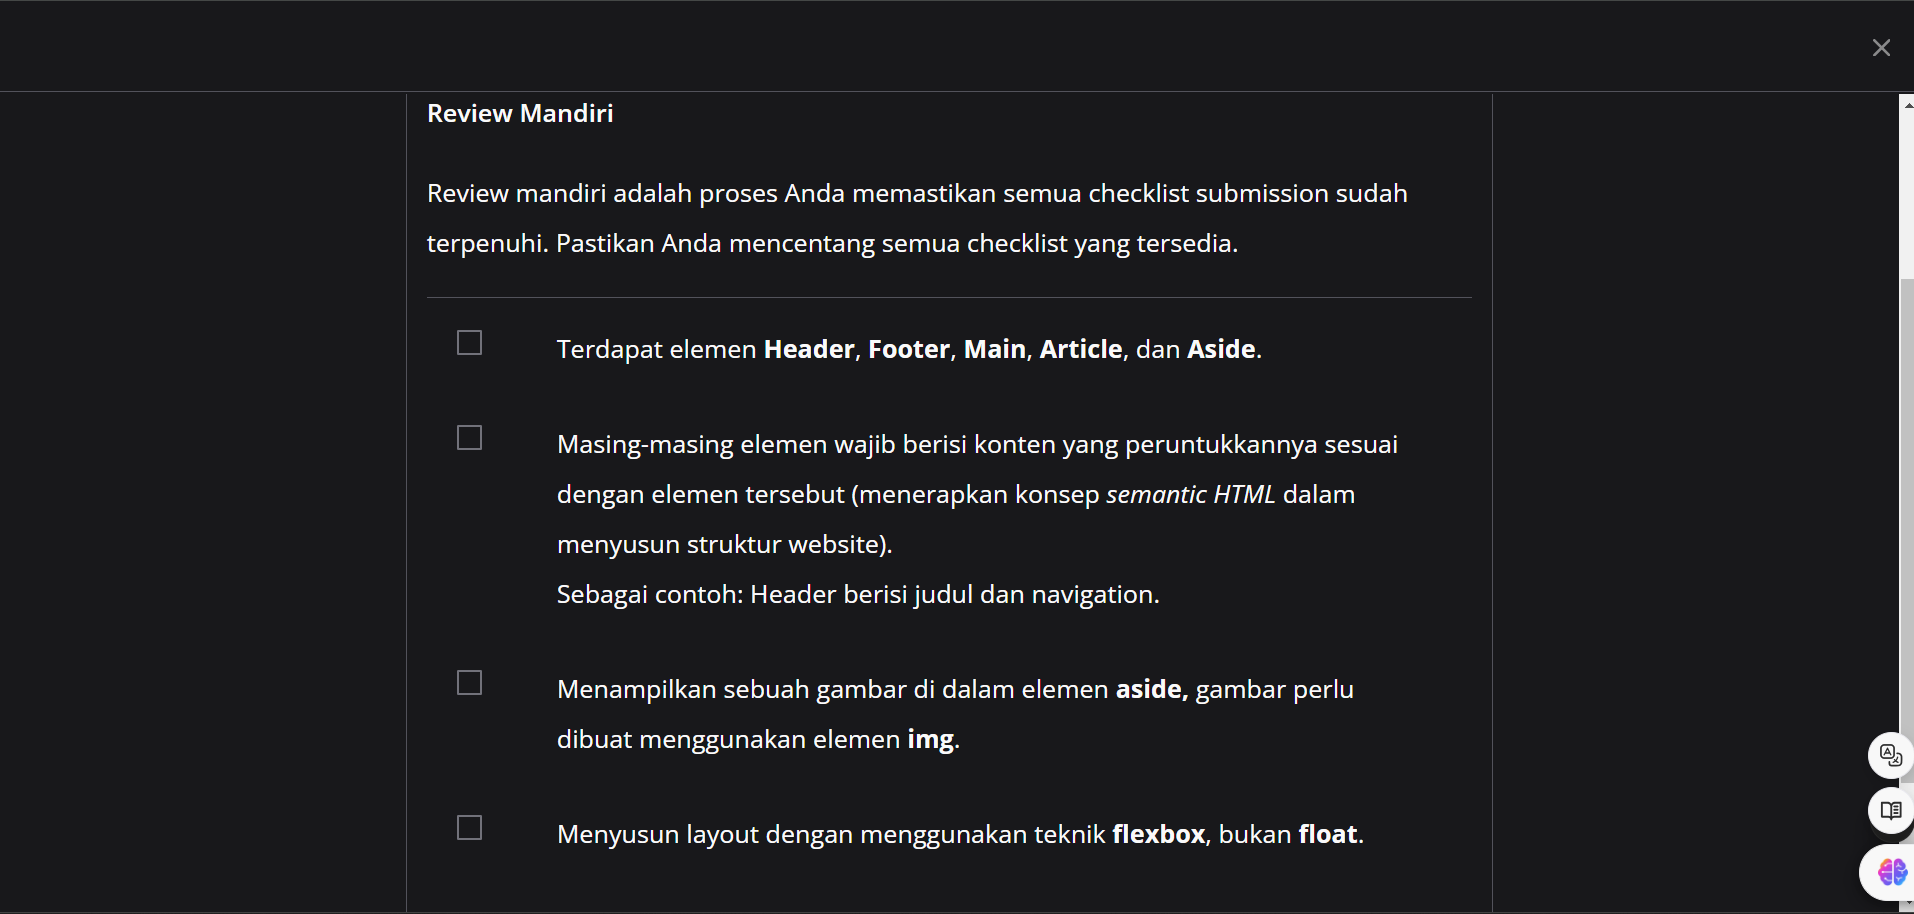 Review Mandiri
Review mandiri adalah proses Anda memastikan semua checklist submission sudah
terpenuhi. Pastikan Anda mencentang semua checklist yang tersedia.
Terdapat elemen Header, Footer, Main, Article, dan Aside.
Masing-masing elemen wajib berisi konten yang peruntukkannya sesuai
dengan elemen tersebut (menerapkan konsep semantic HTML dalam
menyusun struktur website).
Sebagai contoh: Header berisi judul dan navigation.
Menampilkan sebuah gambar di dalam elemen aside, gambar perlu
dibuat menggunakan elemen img.
Menyusun layout dengan menggunakan teknik flexbox, bukan float.